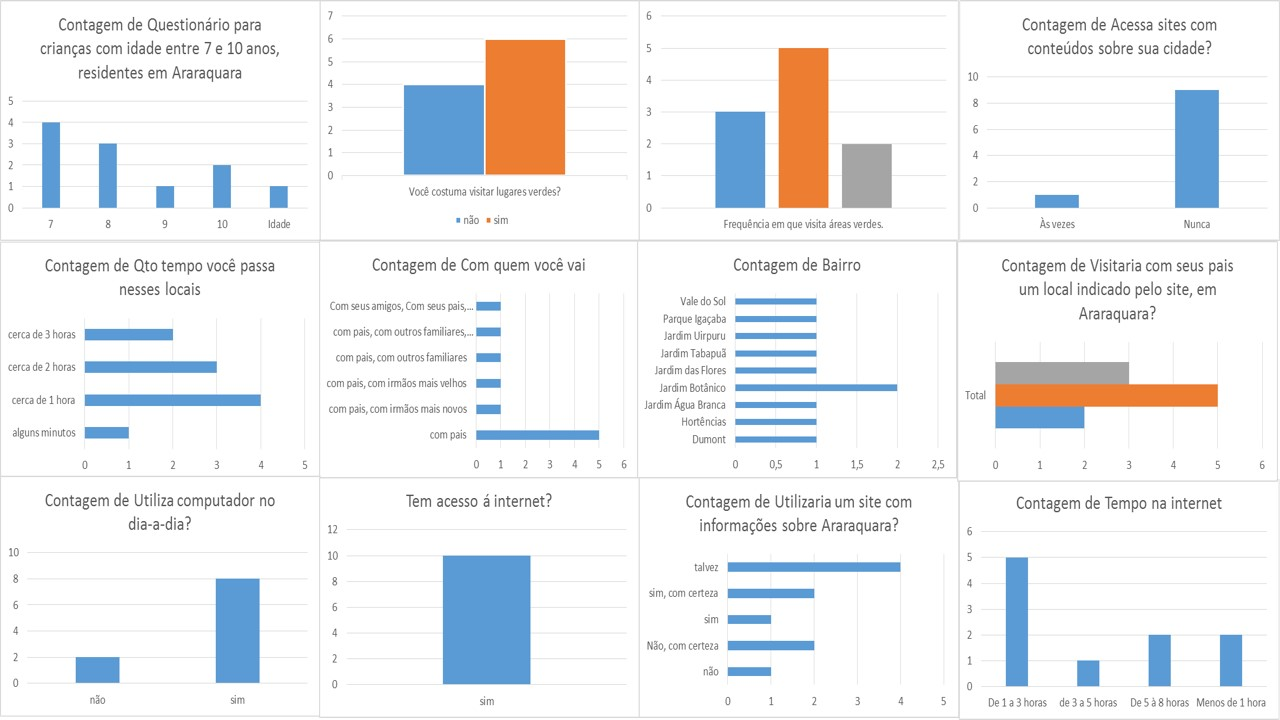 Contagem de Questionário para
crianças com idade entre 7 e 10 anos,
residentes em Araraquara
5
4
3
2
1
0
7 8 9 10 Idade
7
6
5
4
3
2
1
0
Você costuma visitar lugares verdes?
não sim
6
5
4
3
2
1
0
Frequência em que visita áreas verdes.
Contagem de Acessa sites com
conteúdos sobre sua cidade?
10
8
6
4
2
0
Às vezes Nunca
Contagem de Qto tempo você passa
nesses locais
cerca de 3 horas
cerca de 2 horas
cerca de 1 hora
alguns minutos
0 1 2 3 4 5
Contagem de Com quem você vai
Com seus amigos, Com seus pais,...
com pais, com outros familiares,...
com pais, com outros familiares
com pais, com irmãos mais velhos
com pais, com irmãos mais novos
com pais
0 1 2 3 4 5 6
Contagem de Bairro
Vale do Sol
Parque Igaçaba
Jardim Uirpuru
Jardim Tabapuã
Jardim das Flores
Jardim Botânico
Jardim Água Branca
Hortências
Dumont
0 0,5 1 1,5 2 2,5
Contagem de Visitaria com seus pais
um local indicado pelo site, em
Araraquara?
Total
0 1 2 3 4 5 6
Contagem de Utiliza computador no
dia-a-dia?
10
8
6
4
2
0
não sim
Tem acesso á internet?
12
10
8
6
4
2
0
sim
Contagem de Utilizaria um site com
informações sobre Araraquara?
talvez
sim, com certeza
sim
Não, com certeza
não
0 1 2 3 4 5
Contagem de Tempo na internet
6
5
4
3
2
1
0
De 1 a 3 horas de 3 a 5 horas De 5 à 8 horas Menos de 1 hora